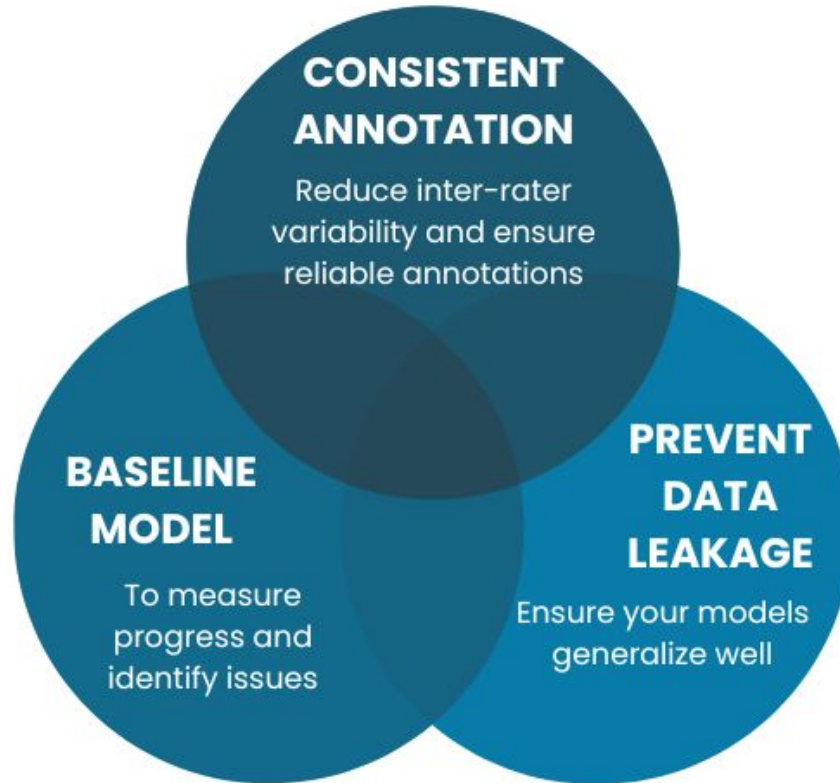 CONSISTENT
ANNOTATION
Reduce inter-rater
variability and ensure
reliable annotations
BASELINE
MODEL
To measure
progress and
identify issues
PREVENT
DATA
LEAKAGE
Ensure your models
generalize well